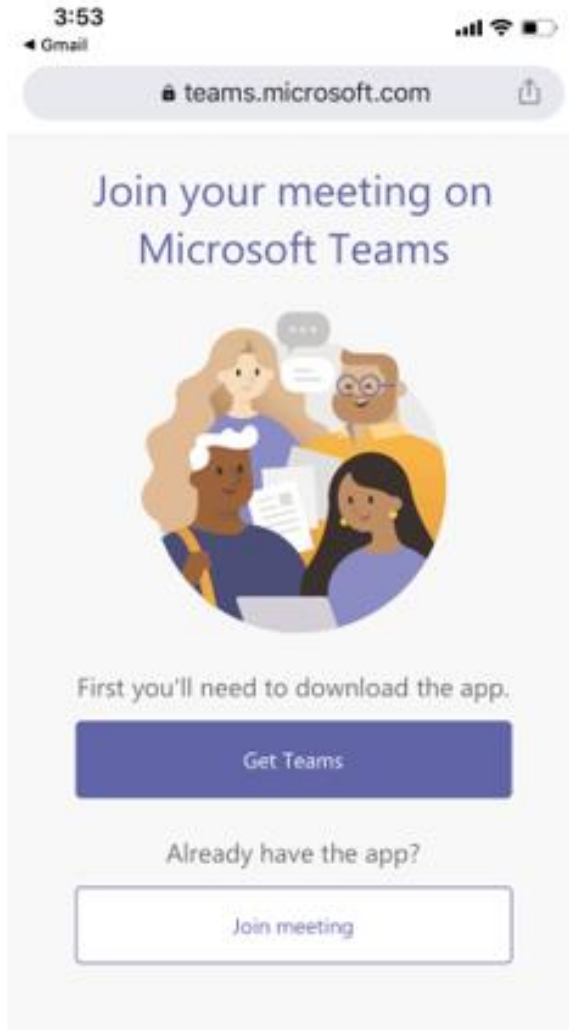 3:53
Gmail
teams.microsoft.com
Join your meeting on
Microsoft Teams
First you'll need to download the app.
Get Teams
Already have the app?
Join meeting